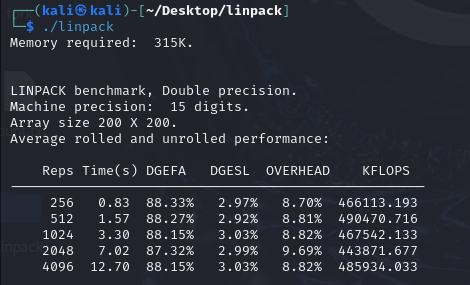 ┌──(kali㉿kali)-[~/Desktop/linpack]
└─$ ./linpack
Memory required:  315K.
LINPACK benchmark, Double precision.
Machine precision:  15 digits.
Array size 200 X 200.
Average rolled and unrolled performance:
Reps Time(s) DGEFA   DGESL  OVERHEAD    KFLOPS
256   0.83  88.33%   2.97%   8.70%  466113.193
512   1.57  88.27%   2.92%   8.81%  490470.716
1024   3.30  88.15%   3.03%   8.82%  467542.133
2048   7.02  87.32%   2.99%   9.69%  443871.677
4096  12.70  88.15%   3.03%   8.82%  485934.033